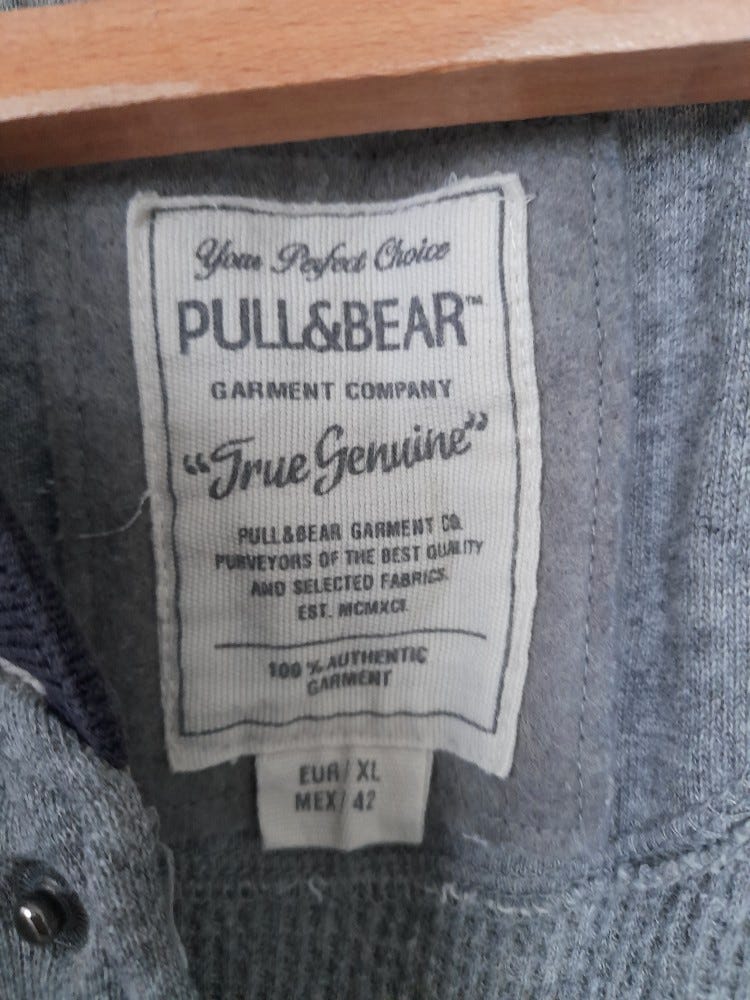 Your Perfect Choice
PULL&BEAR™
GARMENT COMPANY
“True Genuine”
PULL&BEAR GARMENT CO.
PURVEYORS OF THE BEST QUALITY
AND SELECTED FABRICS.
EST. MCMXCI.
100 % AUTHENTIC
GARMENT
EUR/ XL
MEX/ 42